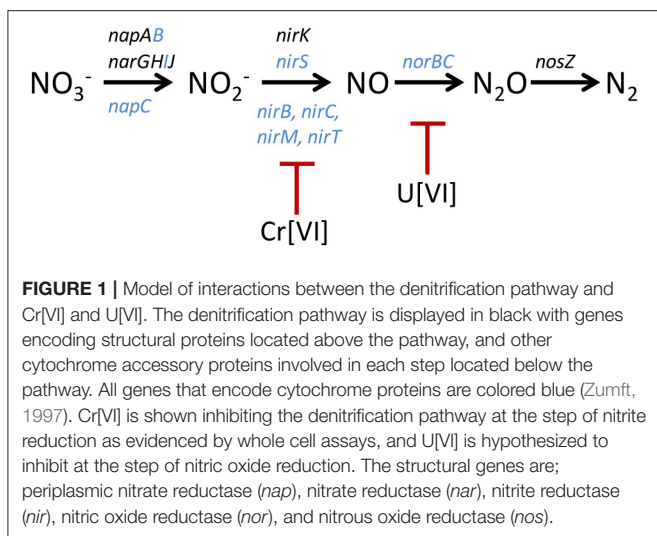 napAB nirK
narGHIJ nirS
NO₃⁻ NO₂⁻ NO norBC N₂O nosZ N₂
napC nirB, nirC,
nirM, nirT
U[VI]
Cr[VI]
FIGURE 1 | Model of interactions between the denitrification pathway and
Cr[VI] and U[VI]. The denitrification pathway is displayed in black with genes
encoding structural proteins located above the pathway, and other
cytochrome accessory proteins involved in each step located below the
pathway. All genes that encode cytochrome proteins are colored blue (Zumft,
1997). Cr[VI] is shown inhibiting the denitrification pathway at the step of nitrite
reduction as evidenced by whole cell assays, and U[VI] is hypothesized to
inhibit at the step of nitric oxide reduction. The structural genes are;
periplasmic nitrate reductase (nap), nitrate reductase (nar), nitrite reductase
(nir), nitric oxide reductase (nor), and nitrous oxide reductase (nos).